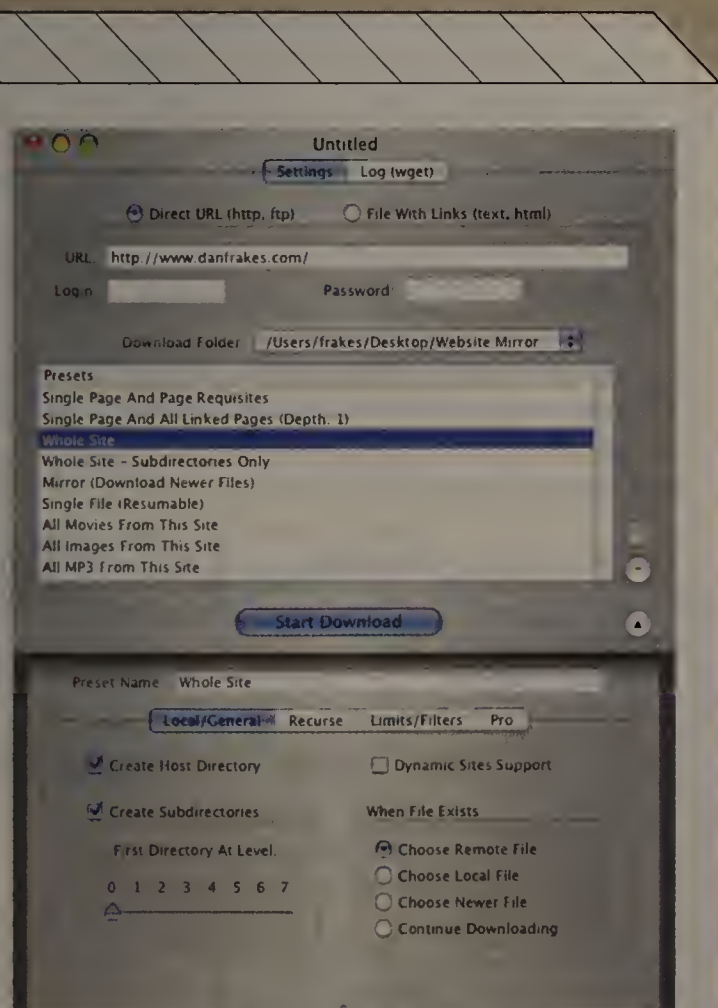 Untitled
Settings Log (wget)
Direct URL (http, ftp) File With Links (text, html)
URL: http://www.danfrakes.com/
Login Password:
Download Folder /Users/frakes/Desktop/Website Mirror
Presets
Single Page And Page Requisites
Single Page And All Linked Pages (Depth: 1)
Whole Site
Whole Site - Subdirectories Only
Mirror (Download Newer Files)
Single File (Resumable)
All Movies From This Site
All Images From This Site
All MP3 From This Site
Start Download
Preset Name Whole Site
Local/General Recurse Limits/Filters Pro
Create Host Directory Dynamic Sites Support
Create Subdirectories When File Exists
First Directory At Level: Choose Remote File
0 1 2 3 4 5 6 7 Choose Local File
Choose Newer File
Continue Downloading